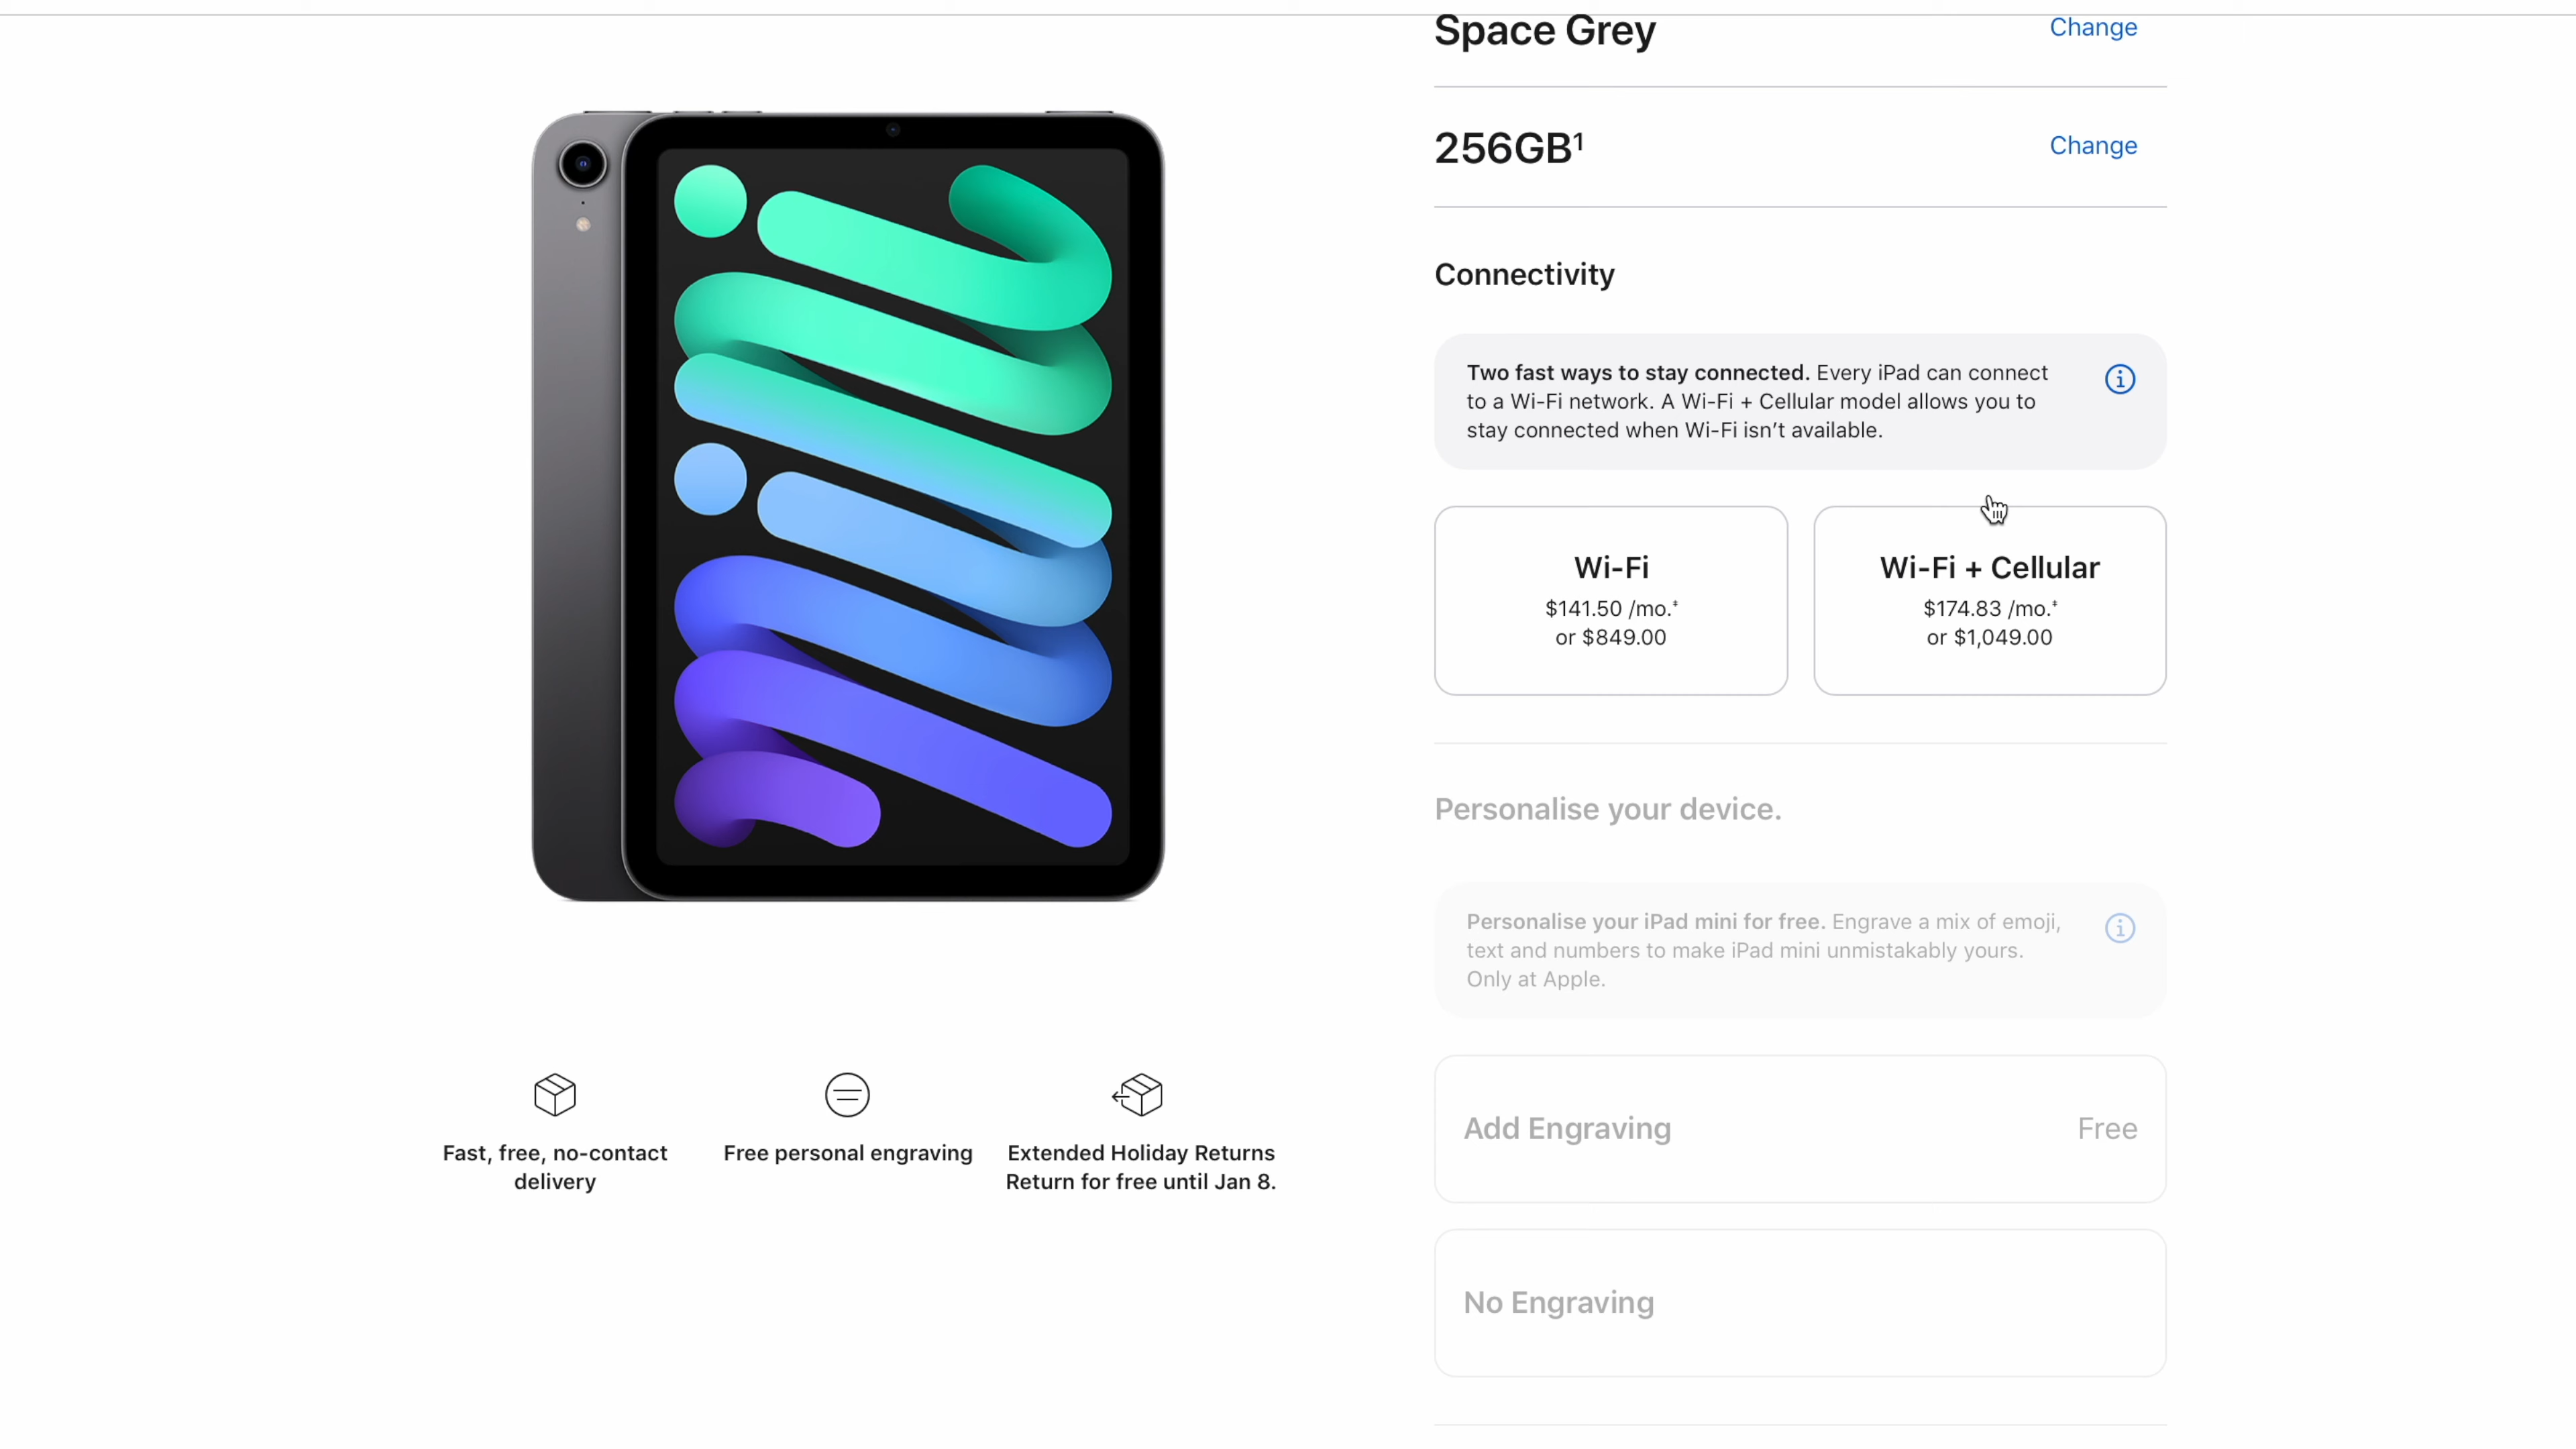 Space Grey
Change
256GB¹
Change
Connectivity
Two fast ways to stay connected. Every iPad can connect
to a Wi-Fi network. A Wi-Fi + Cellular model allows you to
stay connected when Wi-Fi isn’t available.
Wi-Fi
$141.50 /mo.‡
or $849.00
Wi-Fi + Cellular
$174.83 /mo.‡
or $1,049.00
Personalise your device.
Personalise your iPad mini for free. Engrave a mix of emoji,
text and numbers to make iPad mini unmistakably yours.
Only at Apple.
Add Engraving
Free
No Engraving
Fast, free, no-contact
delivery
Free personal engraving
Extended Holiday Returns
Return for free until Jan 8.